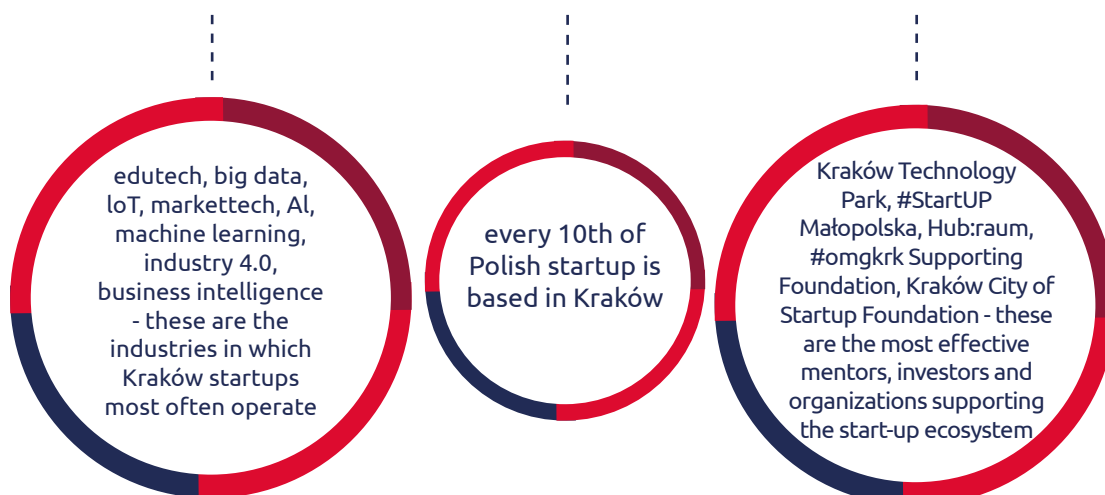 edutech, big data,
loT, markettech, Al,
machine learning,
industry 4.0,
business intelligence
- these are the
industries in which
Kraków startups
most often operate
every 10th of
Polish startup is
based in Kraków
Kraków Technology
Park, #StartUP
Małopolska, Hub:raum,
#omgkrk Supporting
Foundation, Kraków City of
Startup Foundation - these
are the most effective
mentors, investors and
organizations supporting
the start-up ecosystem